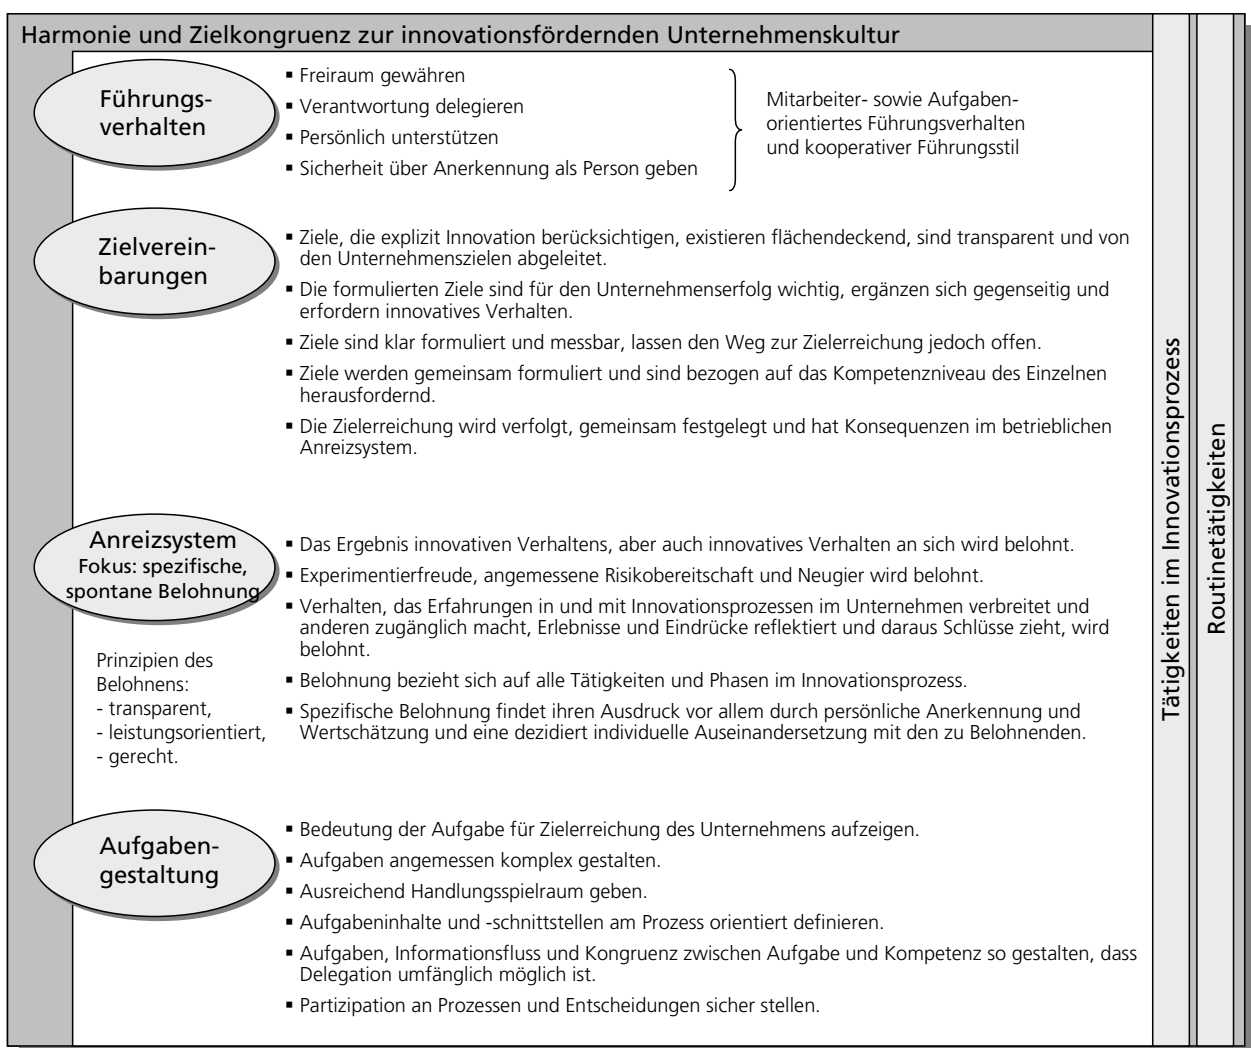 Harmonie und Zielkongruenz zur innovationsfördernden Unternehmenskultur
Führungs-
verhalten
▪ Freiraum gewähren
▪ Verantwortung delegieren
▪ Persönlich unterstützen
▪ Sicherheit über Anerkennung als Person geben
Mitarbeiter- sowie Aufgaben-
orientiertes Führungsverhalten
und kooperativer Führungsstil
Zielverein-
barungen
▪ Ziele, die explizit Innovation berücksichtigen, existieren flächendeckend, sind transparent und von
den Unternehmenszielen abgeleitet.
▪ Die formulierten Ziele sind für den Unternehmenserfolg wichtig, ergänzen sich gegenseitig und
erfordern innovatives Verhalten.
▪ Ziele sind klar formuliert und messbar, lassen den Weg zur Zielerreichung jedoch offen.
▪ Ziele werden gemeinsam formuliert und sind bezogen auf das Kompetenzniveau des Einzelnen
herausfordernd.
▪ Die Zielerreichung wird verfolgt, gemeinsam festgelegt und hat Konsequenzen im betrieblichen
Anreizsystem.
Anreizsystem
Fokus: spezifische,
spontane Belohnung
Prinzipien des
Belohnens:
- transparent,
- leistungsorientiert,
- gerecht.
▪ Das Ergebnis innovativen Verhaltens, aber auch innovatives Verhalten an sich wird belohnt.
▪ Experimentierfreude, angemessene Risikobereitschaft und Neugier wird belohnt.
▪ Verhalten, das Erfahrungen in und mit Innovationsprozessen im Unternehmen verbreitet und
anderen zugänglich macht, Erlebnisse und Eindrücke reflektiert und daraus Schlüsse zieht, wird
belohnt.
▪ Belohnung bezieht sich auf alle Tätigkeiten und Phasen im Innovationsprozess.
▪ Spezifische Belohnung findet ihren Ausdruck vor allem durch persönliche Anerkennung und
Wertschätzung und eine dezidiert individuelle Auseinandersetzung mit den zu Belohnenden.
Aufgaben-
gestaltung
▪ Bedeutung der Aufgabe für Zielerreichung des Unternehmens aufzeigen.
▪ Aufgaben angemessen komplex gestalten.
▪ Ausreichend Handlungsspielraum geben.
▪ Aufgabeninhalte und -schnittstellen am Prozess orientiert definieren.
▪ Aufgaben, Informationsfluss und Kongruenz zwischen Aufgabe und Kompetenz so gestalten, dass
Delegation umfänglich möglich ist.
▪ Partizipation an Prozessen und Entscheidungen sicher stellen.
Tätigkeiten im Innovationsprozess
Routinetätigkeiten